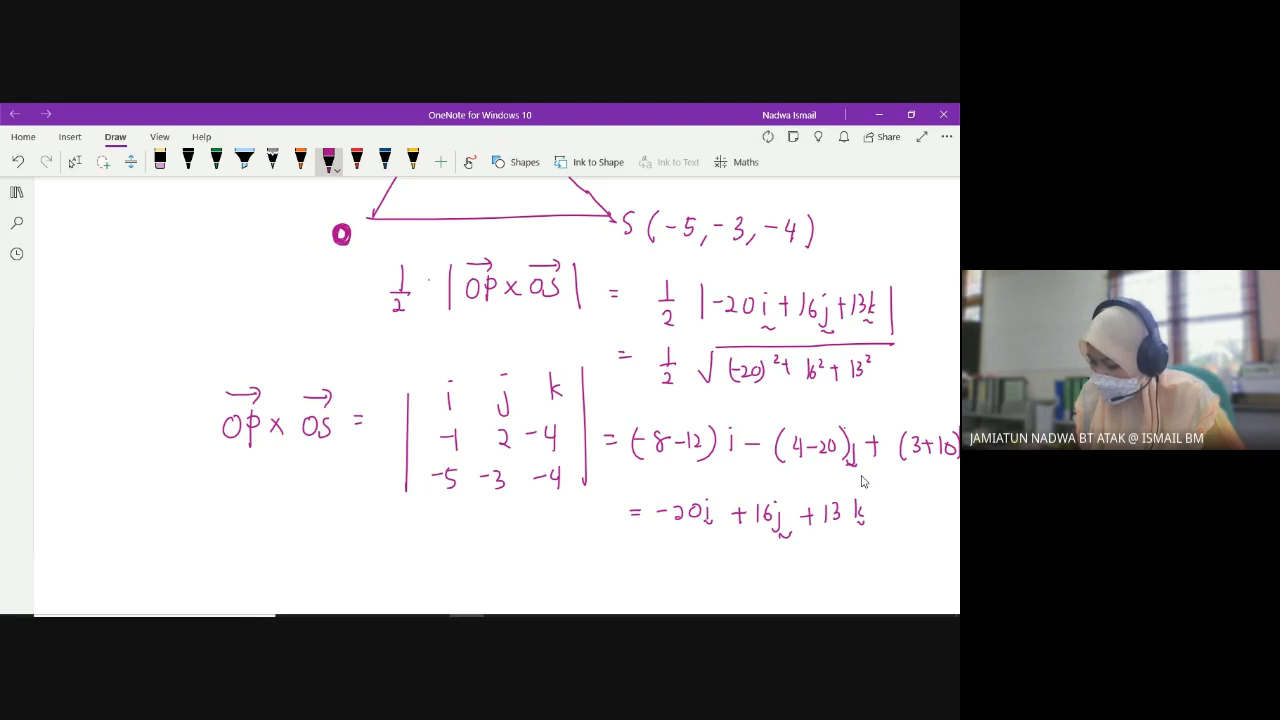 OneNote for Windows 10
Nadwa Ismail
Home Insert Draw View Help
Share
Shapes Ink to Shape Ink to Text Maths
S (-5, -3, -4)
O
1/2 · |OP × OS| = 1/2 |-20i + 16j + 13k|
= 1/2 √((-20)² + 16² + 13²)
OP × OS = | i j k | = (-8-12) i - (4-20)j + (3+10)
-1 2 -4
-5 -3 -4
= -20i + 16j + 13k
JAMIATUN NADWA BT ATAK @ ISMAIL BM